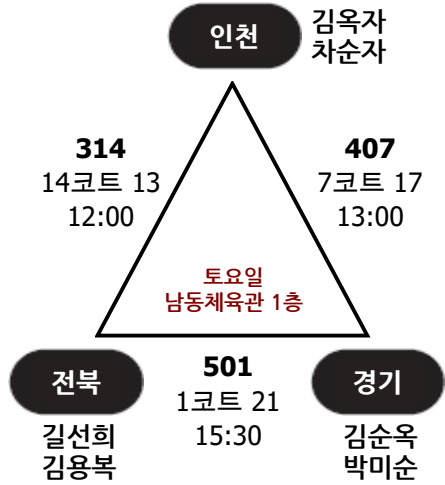 인천
김옥자
차순자
314
14코트 13
12:00
407
7코트 17
13:00
토요일
남동체육관 1층
전북
길선희
김용복
501
1코트 21
15:30
경기
김순옥
박미순